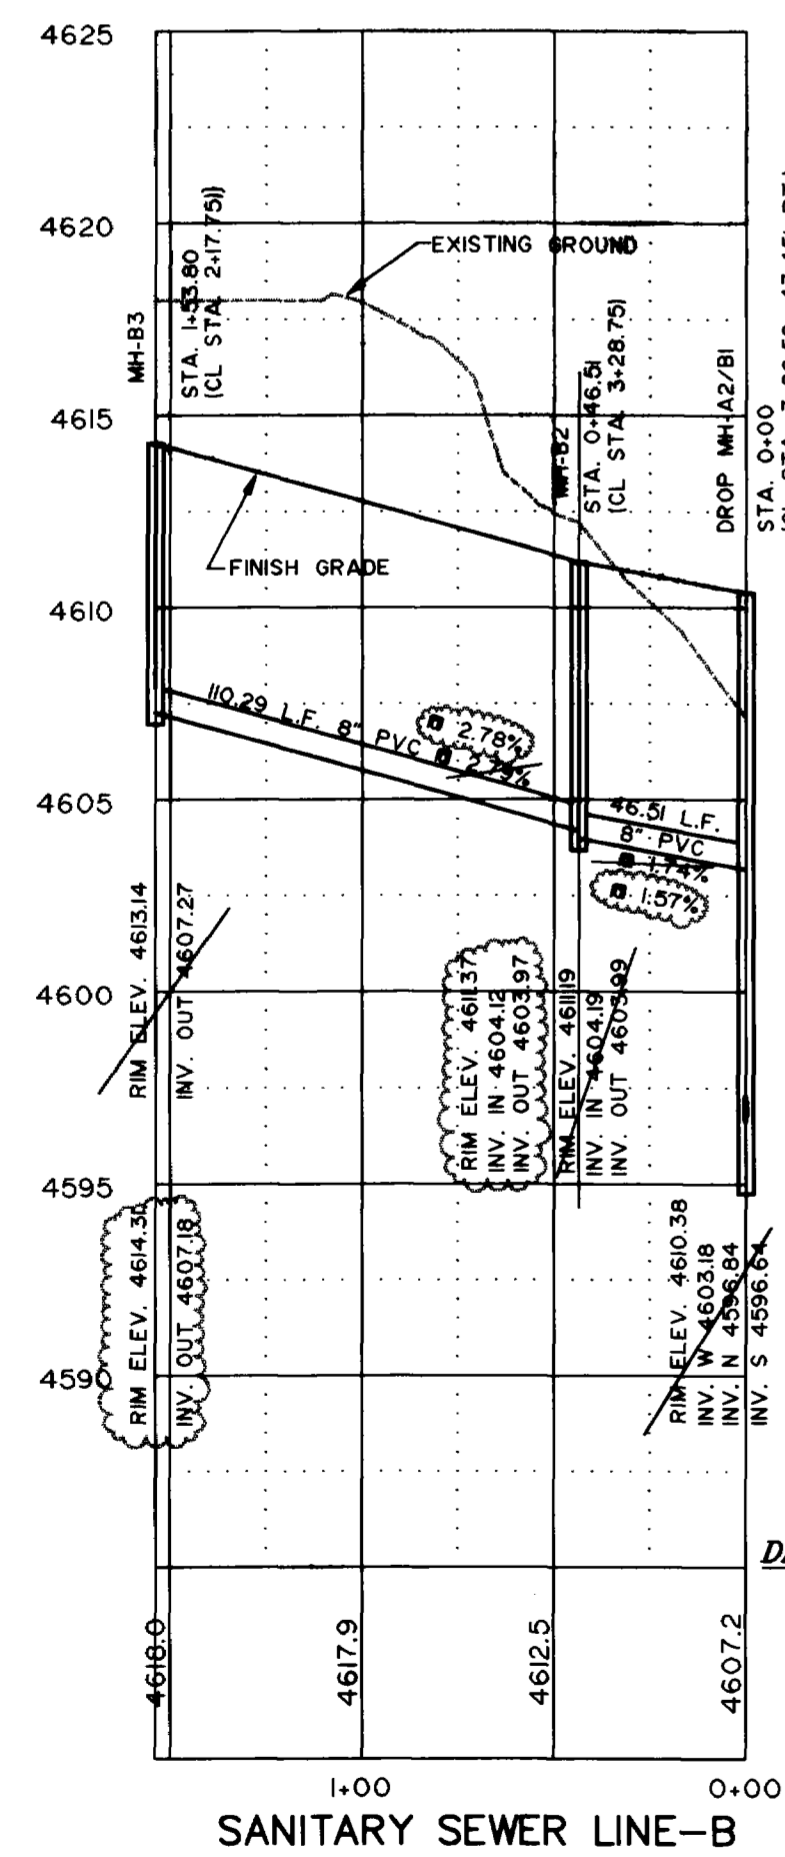 4625
4620
4615
4610
4605
4600
4595
4590
EXISTING GROUND
FINISH GRADE
MH-B3
STA. 1+53.80
(CL STA. 2+17.75)
MH-B2
STA. 0+46.51
(CL STA. 3+28.75)
DROP MH-A2/B1
STA. 0+00
110.29 L.F. 8" PVC @ 2.79%
@ 2.78%
46.51 L.F.
8" PVC
@ 1.74%
@ 1.57%
RIM ELEV. 4613.14
INV. OUT 4607.27
RIM ELEV. 4614.30
INV. OUT 4607.18
RIM ELEV. 4611.37
INV. IN 4604.12
INV. OUT 4603.97
RIM ELEV. 4611.19
INV. IN 4604.19
INV. OUT 4603.99
RIM ELEV. 4610.38
INV. W 4603.18
INV. N 4596.84
INV. S 4596.64
4618.0
4617.9
4612.5
4607.2
1+00
0+00
SANITARY SEWER LINE-B